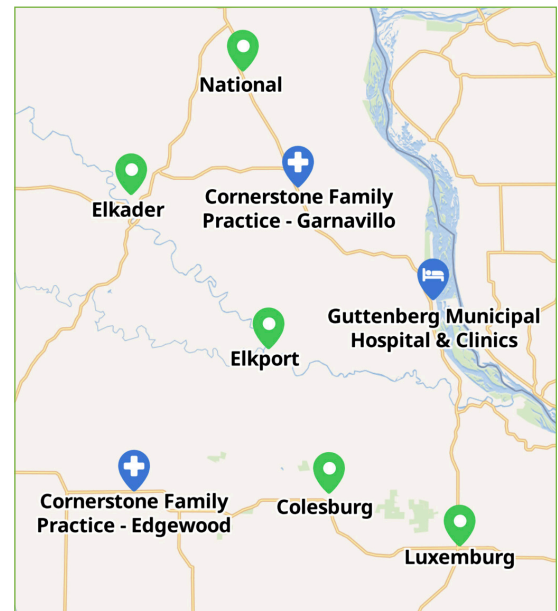 National
Cornerstone Family
Practice - Garnavillo
Elkader
Guttenberg Municipal
Hospital & Clinics
Elkport
Cornerstone Family
Practice - Edgewood
Colesburg
Luxemburg